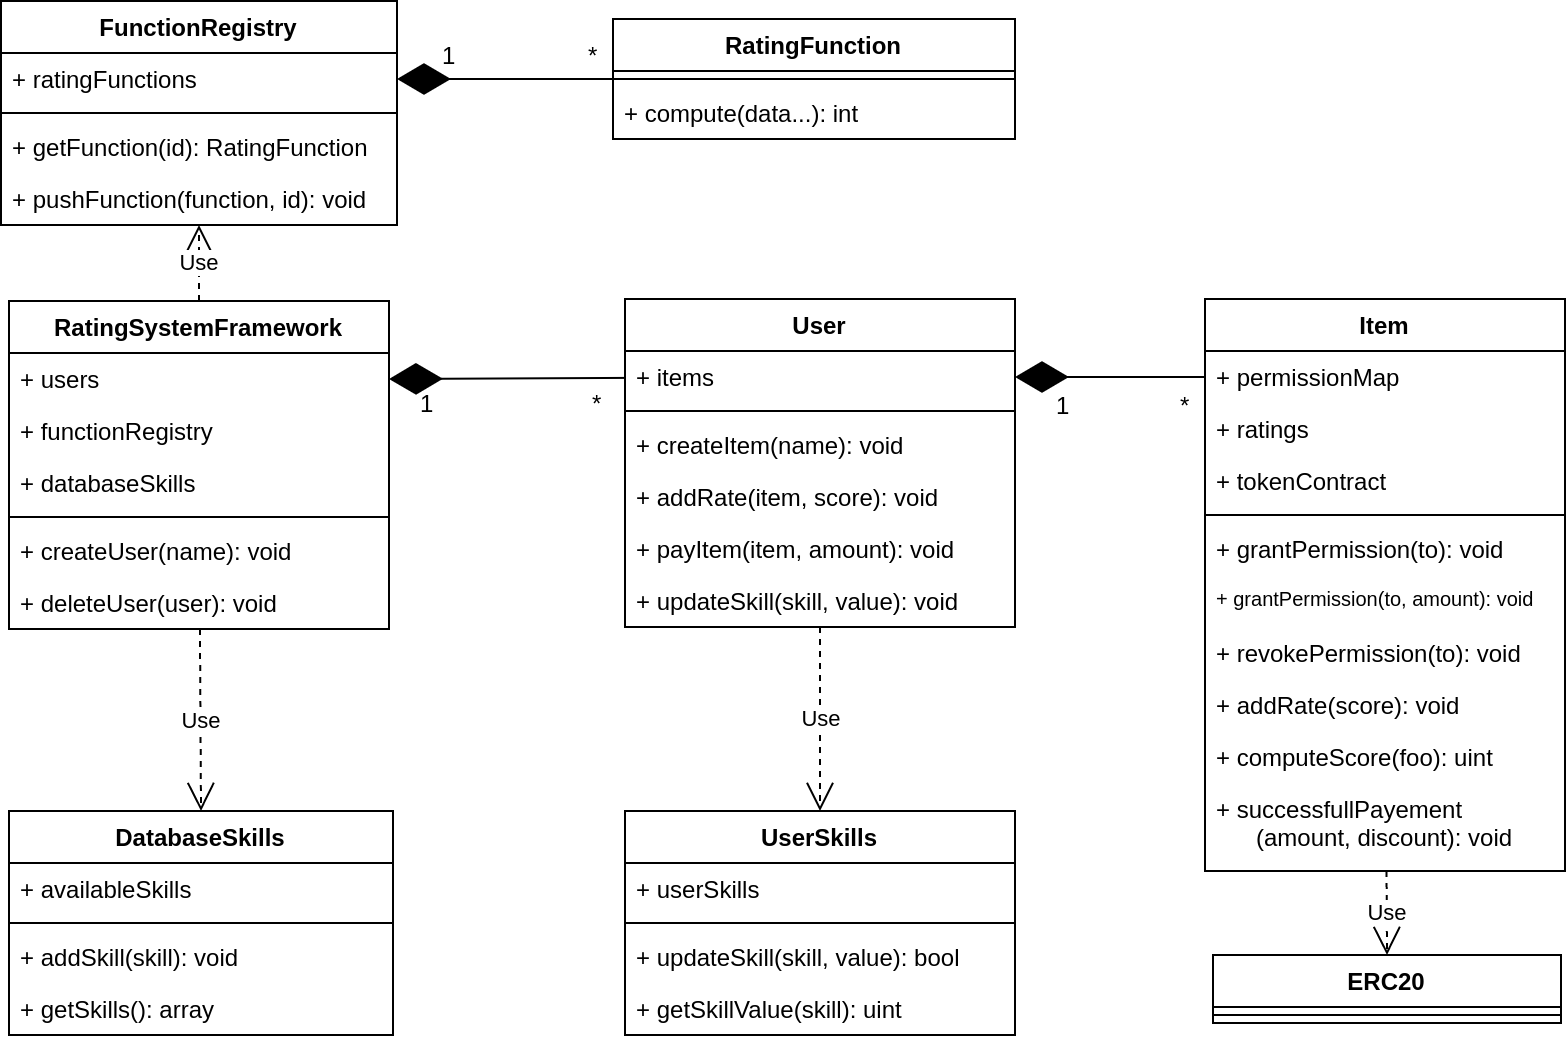 FunctionRegistry
+ ratingFunctions
+ getFunction(id): RatingFunction
+ pushFunction(function, id): void
1
*
RatingFunction
+ compute(data...): int
Use
RatingSystemFramework
+ users
+ functionRegistry
+ databaseSkills
+ createUser(name): void
+ deleteUser(user): void
1
*
User
+ items
+ createItem(name): void
+ addRate(item, score): void
+ payItem(item, amount): void
+ updateSkill(skill, value): void
1
*
Item
+ permissionMap
+ ratings
+ tokenContract
+ grantPermission(to): void
+ grantPermission(to, amount): void
+ revokePermission(to): void
+ addRate(score): void
+ computeScore(foo): uint
+ successfullPayement
(amount, discount): void
Use
Use
Use
DatabaseSkills
+ availableSkills
+ addSkill(skill): void
+ getSkills(): array
UserSkills
+ userSkills
+ updateSkill(skill, value): bool
+ getSkillValue(skill): uint
ERC20